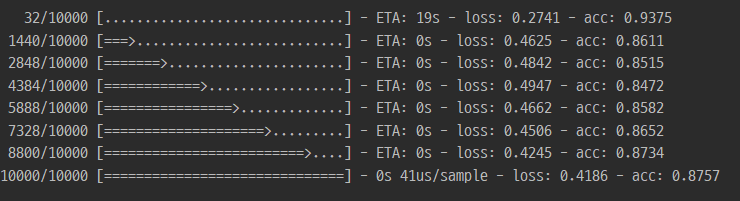 32/10000 [..............................] - ETA: 19s - loss: 0.2741 - acc: 0.9375
1440/10000 [===>..........................] - ETA: 0s - loss: 0.4625 - acc: 0.8611
2848/10000 [=======>......................] - ETA: 0s - loss: 0.4842 - acc: 0.8515
4384/10000 [============>.................] - ETA: 0s - loss: 0.4947 - acc: 0.8472
5888/10000 [================>.............] - ETA: 0s - loss: 0.4662 - acc: 0.8582
7328/10000 [====================>.........] - ETA: 0s - loss: 0.4506 - acc: 0.8652
8800/10000 [=========================>....] - ETA: 0s - loss: 0.4245 - acc: 0.8734
10000/10000 [==============================] - 0s 41us/sample - loss: 0.4186 - acc: 0.8757